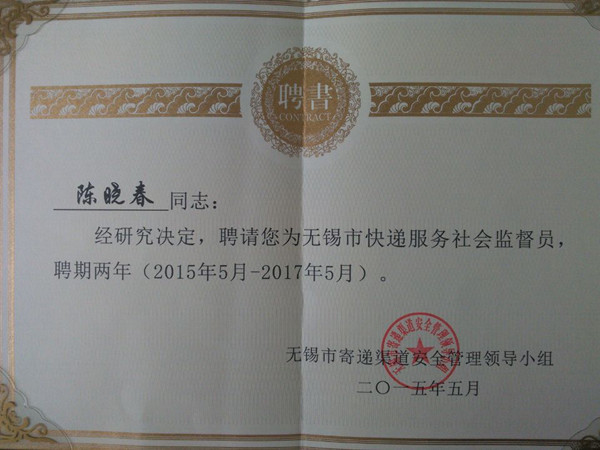 聘書
CONTRACT
陈晓春 同志：
经研究决定，聘请您为无锡市快递服务社会监督员，
聘期两年（2015年5月-2017年5月）。
无锡市寄递渠道安全管理领导小组
二〇一五年五月